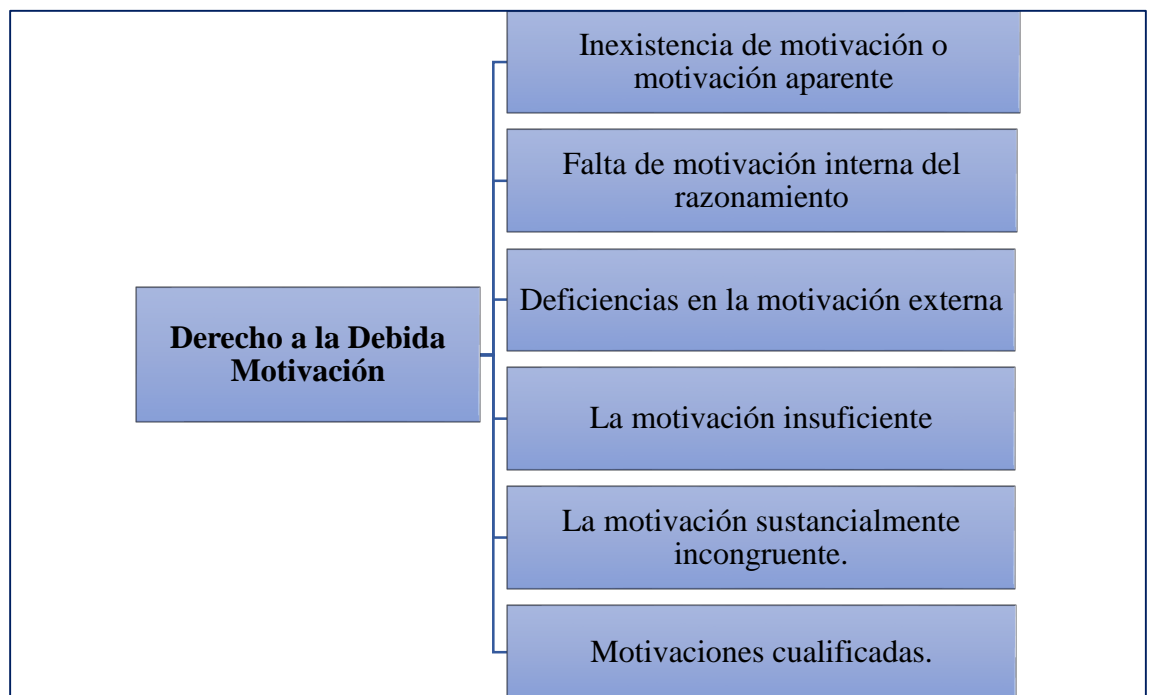 Inexistencia de motivación o
motivación aparente
Falta de motivación interna del
razonamiento
Deficiencias en la motivación externa
Derecho a la Debida
Motivación
La motivación insuficiente
La motivación sustancialmente
incongruente.
Motivaciones cualificadas.